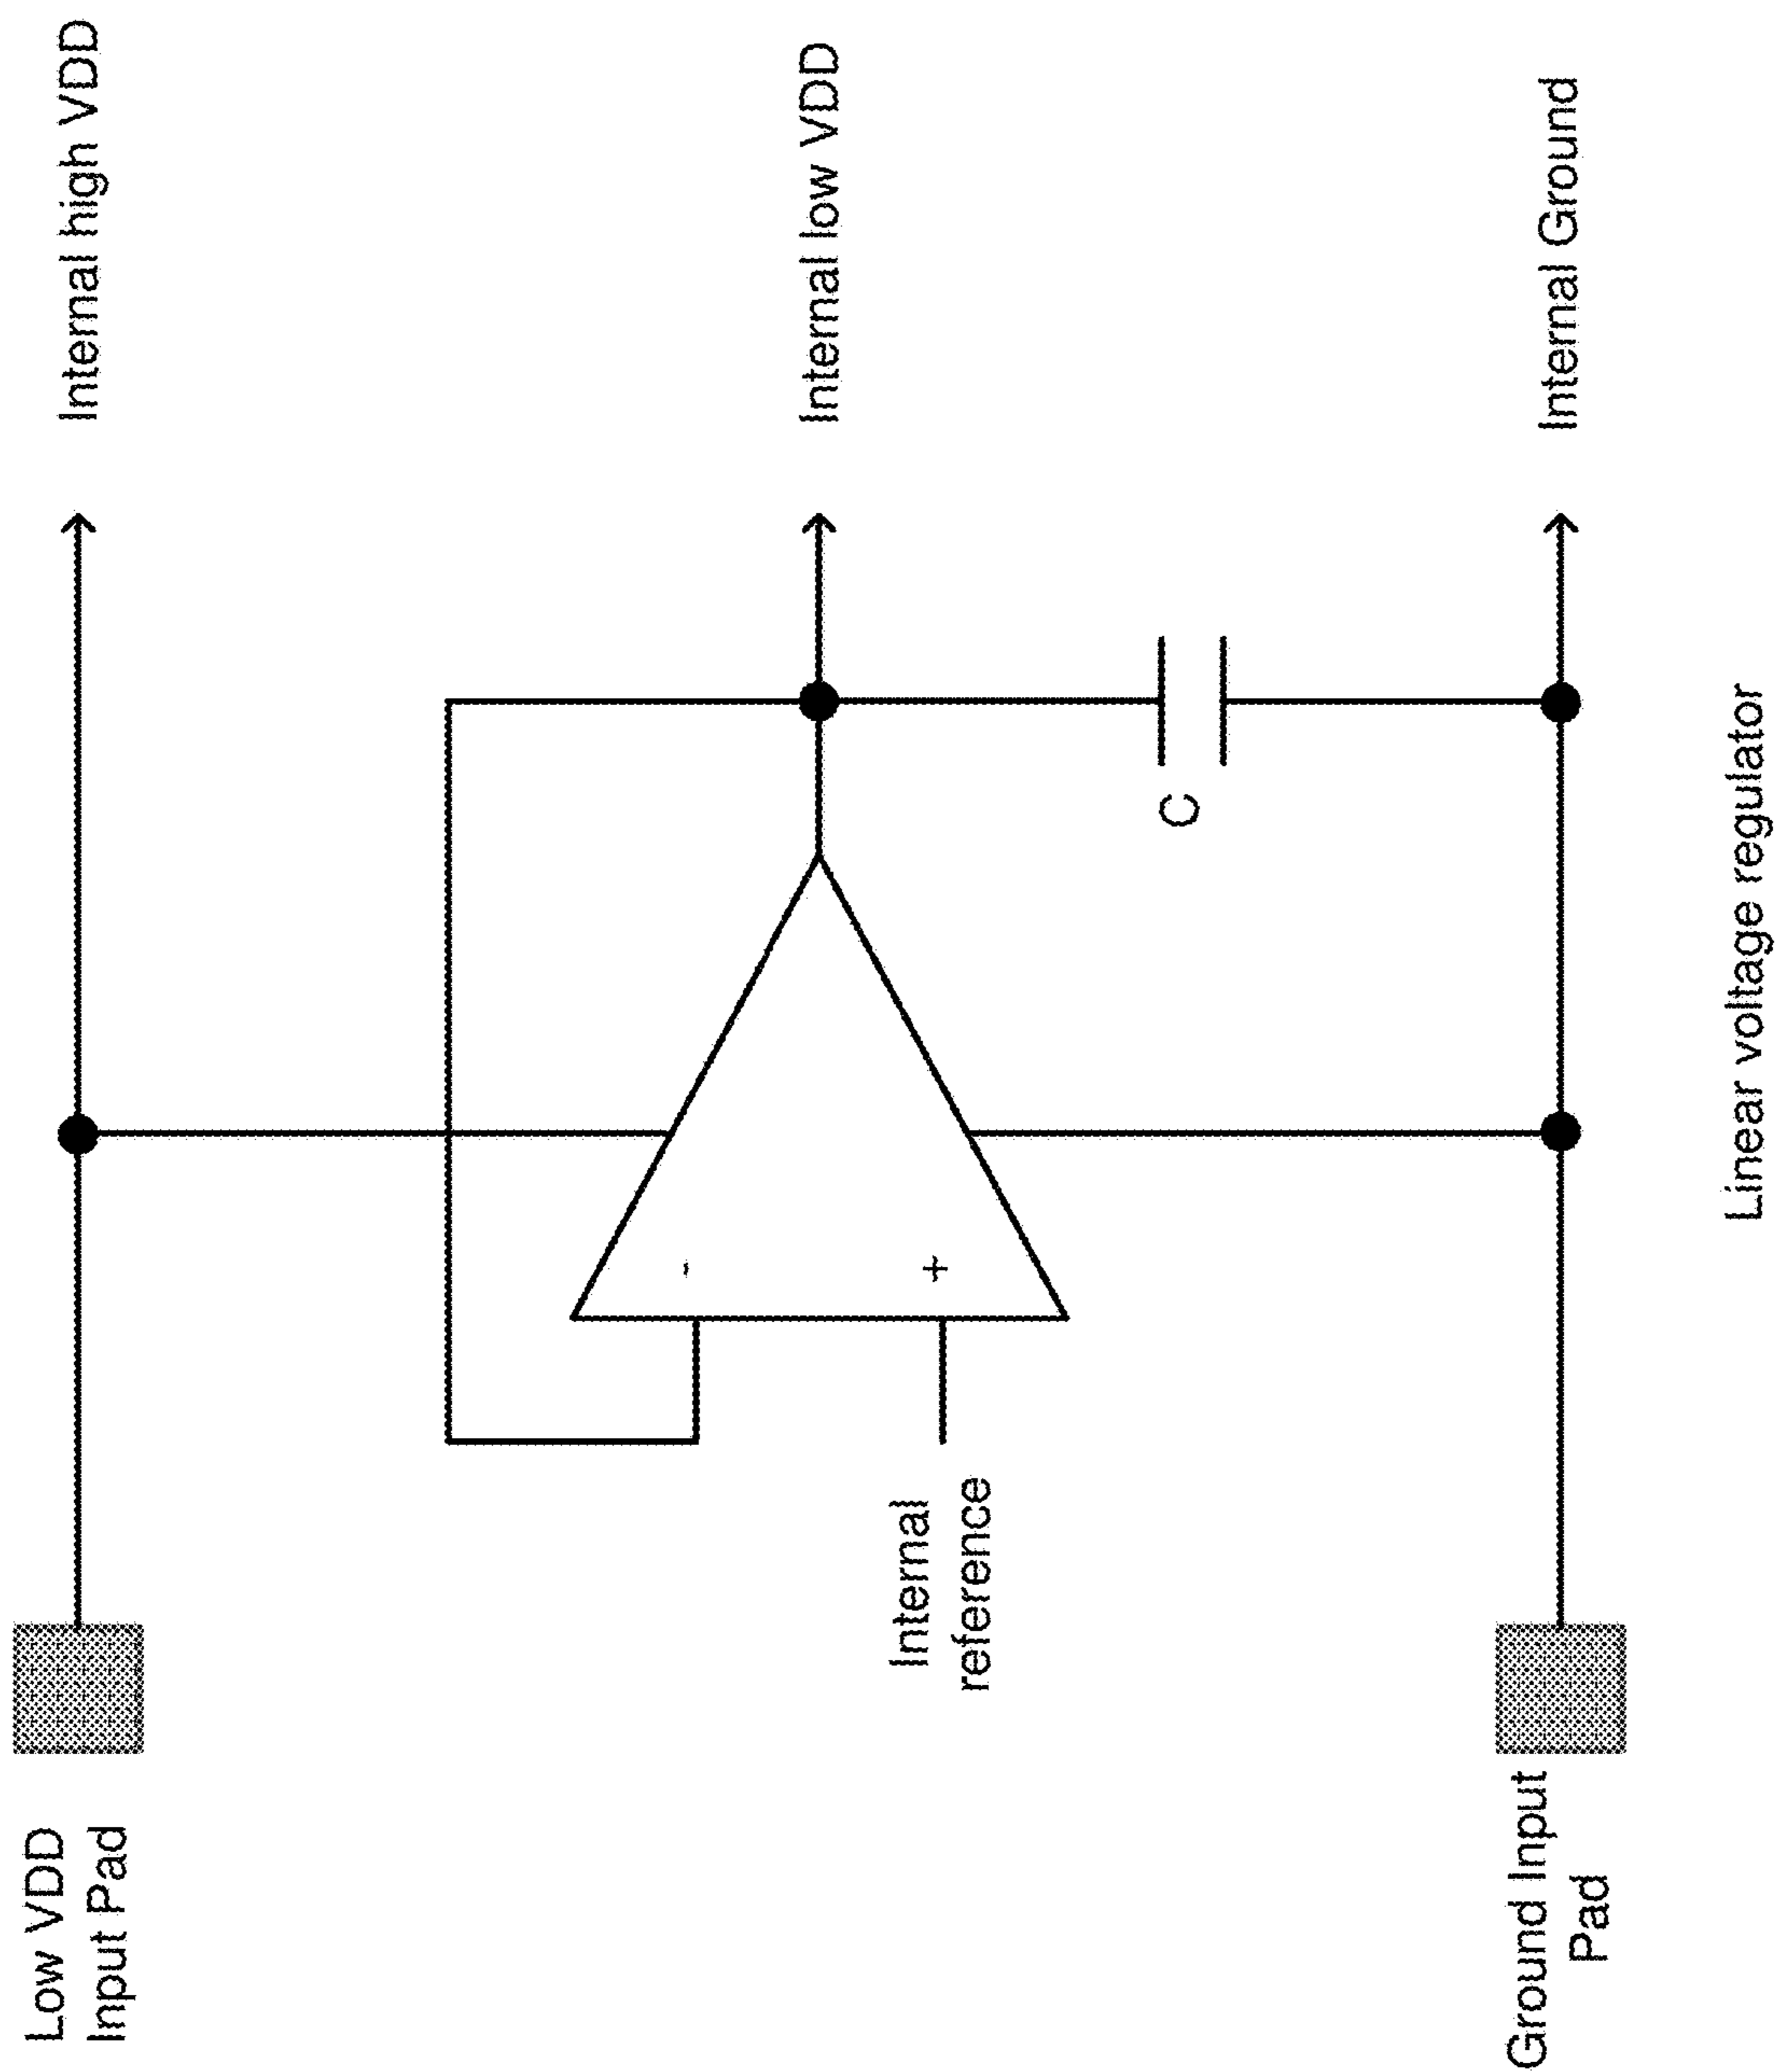 Low VDD
Input Pad
Internal high VDD
-
+
Internal
reference
Internal low VDD
C
Ground Input
Pad
Internal Ground
Linear voltage regulator